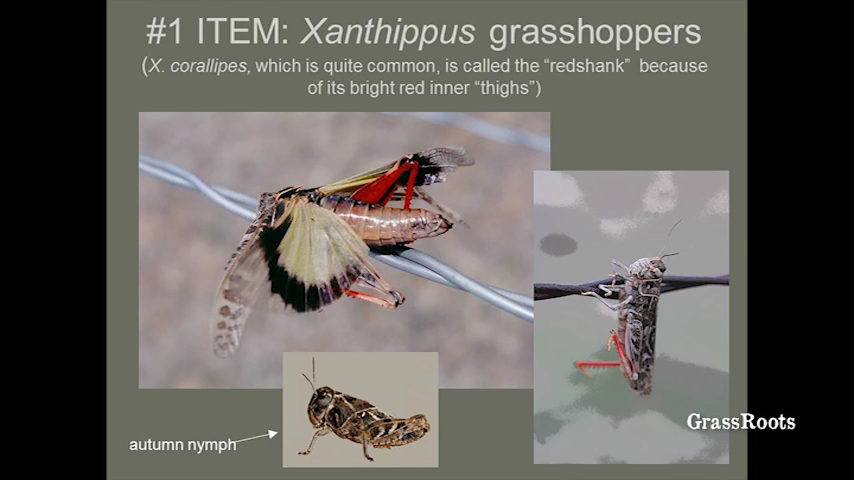 #1 ITEM: Xanthippus grasshoppers
(X. corallipes, which is quite common, is called the “redshank” because
of its bright red inner “thighs”)
autumn nymph
GrassRoots